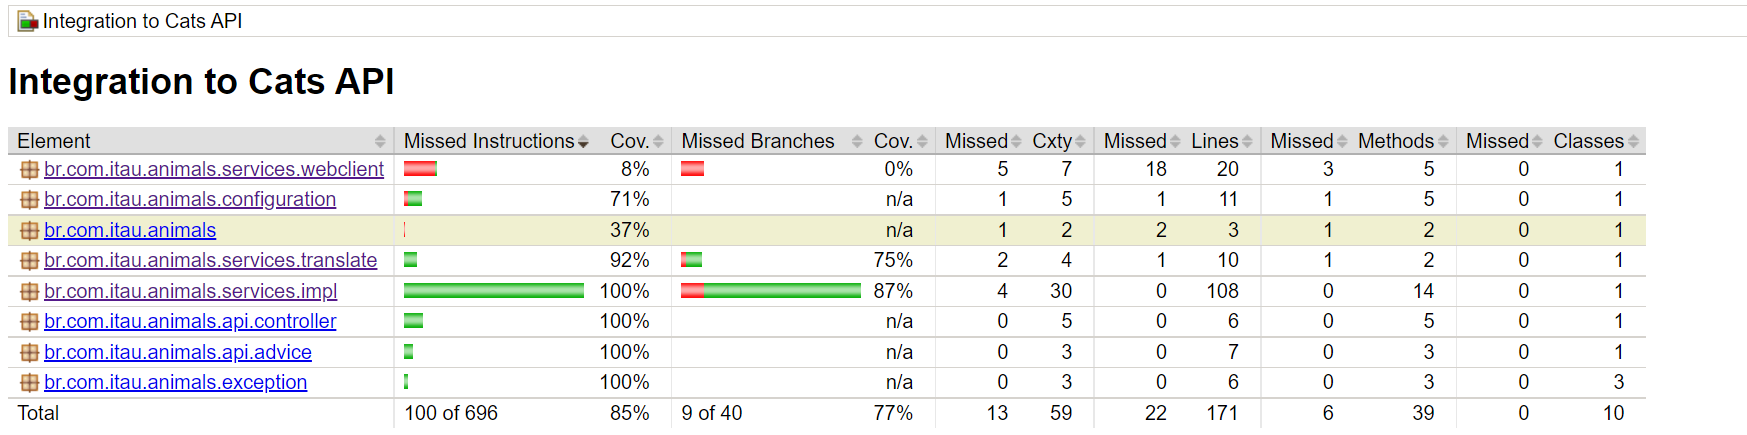 Integration to Cats API
Integration to Cats API
Element Missed Instructions Cov. Missed Branches Cov. Missed Cxty Missed Lines Missed Methods Missed Classes
br.com.itau.animals.services.webclient 8% 0% 5 7 18 20 3 5 0 1
br.com.itau.animals.configuration 71% n/a 1 5 1 11 1 5 0 1
br.com.itau.animals 37% n/a 1 2 2 3 1 2 0 1
br.com.itau.animals.services.translate 92% 75% 2 4 1 10 1 2 0 1
br.com.itau.animals.services.impl 100% 87% 4 30 0 108 0 14 0 1
br.com.itau.animals.api.controller 100% n/a 0 5 0 6 0 5 0 1
br.com.itau.animals.api.advice 100% n/a 0 3 0 7 0 3 0 1
br.com.itau.animals.exception 100% n/a 0 3 0 6 0 3 0 3
Total 100 of 696 85% 9 of 40 77% 13 59 22 171 6 39 0 10